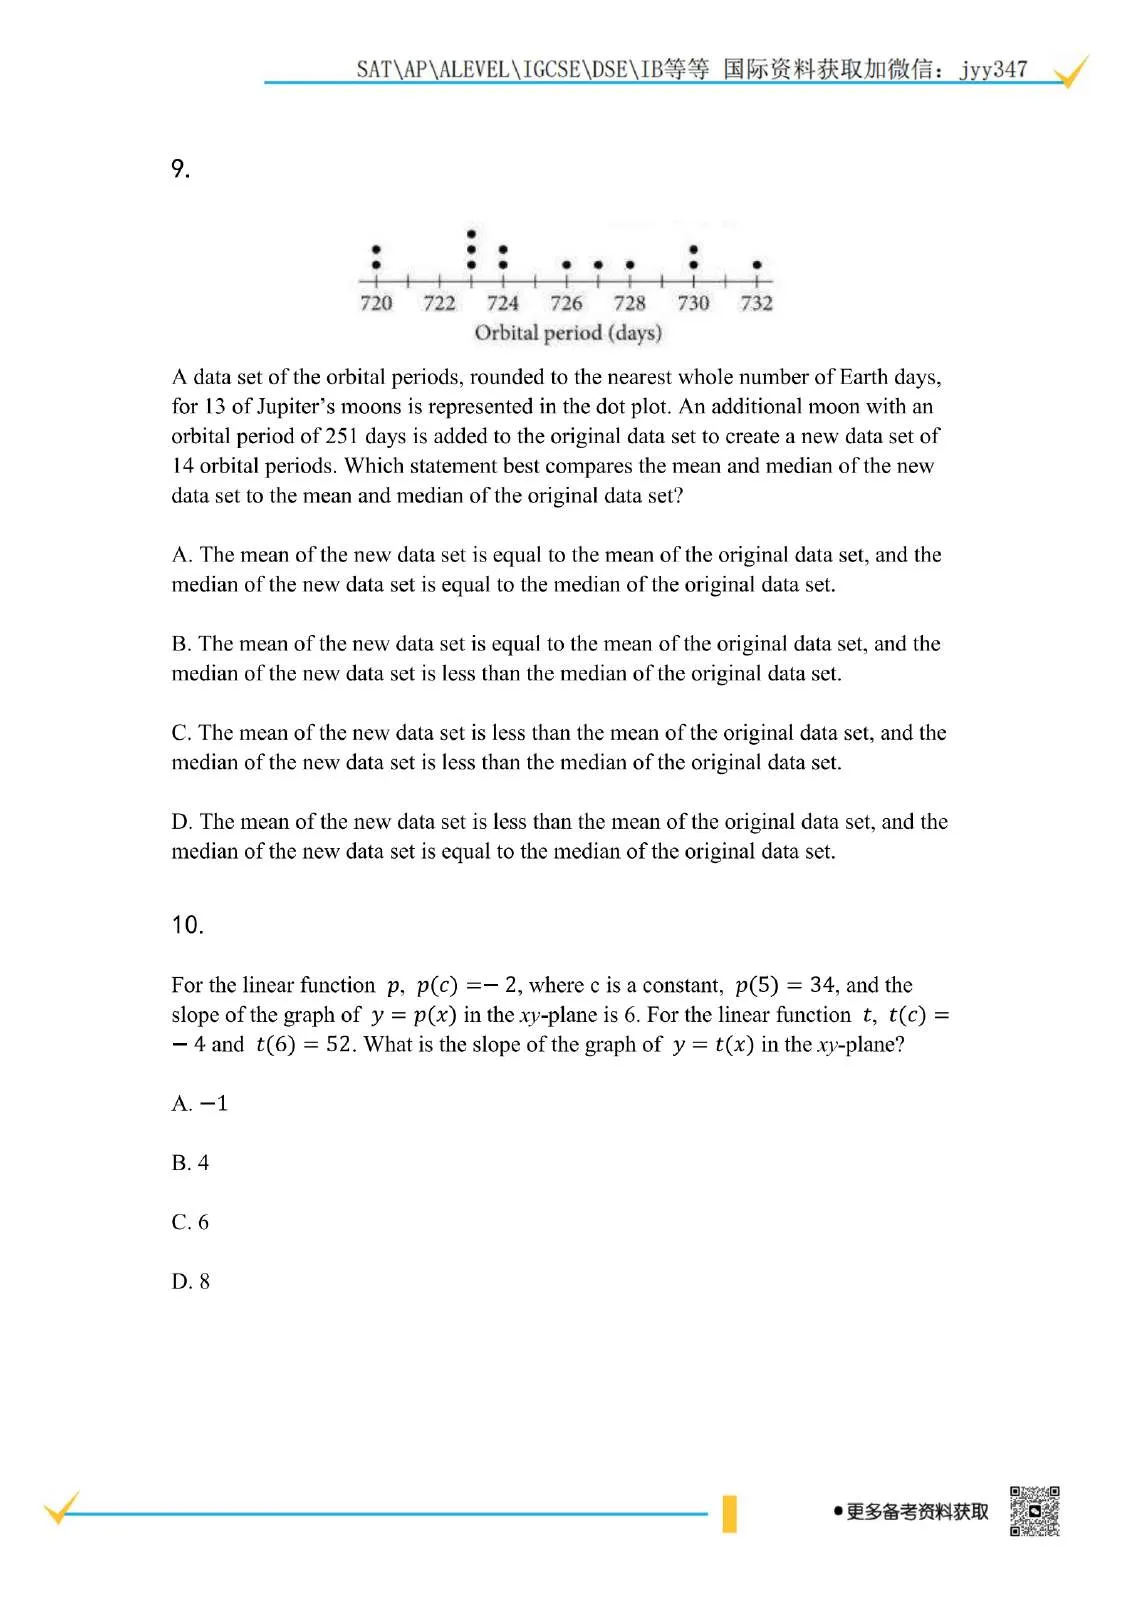 SAT\AP\ALEVEL\IGCSE\DSE\IB等等 国际资料获取加微信：jyy347
9.
720 722 724 726 728 730 732
Orbital period (days)
A data set of the orbital periods, rounded to the nearest whole number of Earth days,
for 13 of Jupiter’s moons is represented in the dot plot. An additional moon with an
orbital period of 251 days is added to the original data set to create a new data set of
14 orbital periods. Which statement best compares the mean and median of the new
data set to the mean and median of the original data set?
A. The mean of the new data set is equal to the mean of the original data set, and the
median of the new data set is equal to the median of the original data set.
B. The mean of the new data set is equal to the mean of the original data set, and the
median of the new data set is less than the median of the original data set.
C. The mean of the new data set is less than the mean of the original data set, and the
median of the new data set is less than the median of the original data set.
D. The mean of the new data set is less than the mean of the original data set, and the
median of the new data set is equal to the median of the original data set.
10.
For the linear function p, p(c) =− 2, where c is a constant, p(5) = 34, and the
slope of the graph of y = p(x) in the xy-plane is 6. For the linear function t, t(c) =
− 4 and t(6) = 52. What is the slope of the graph of y = t(x) in the xy-plane?
A. −1
B. 4
C. 6
D. 8
•更多备考资料获取